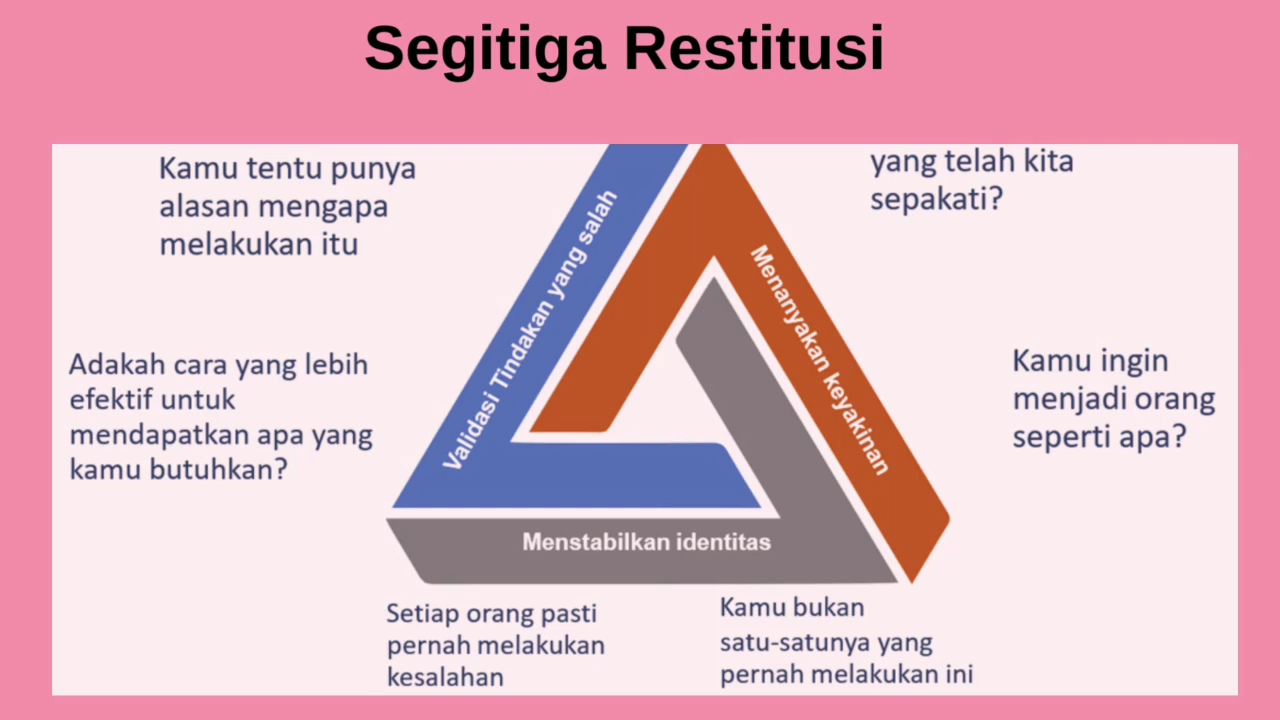 Segitiga Restitusi
Kamu tentu punya
alasan mengapa
melakukan itu
yang telah kita
sepakati?
Validasi Tindakan yang salah
Menanyakan keyakinan
Adakah cara yang lebih
efektif untuk
mendapatkan apa yang
kamu butuhkan?
Kamu ingin
menjadi orang
seperti apa?
Menstabilkan identitas
Setiap orang pasti
pernah melakukan
kesalahan
Kamu bukan
satu-satunya yang
pernah melakukan ini